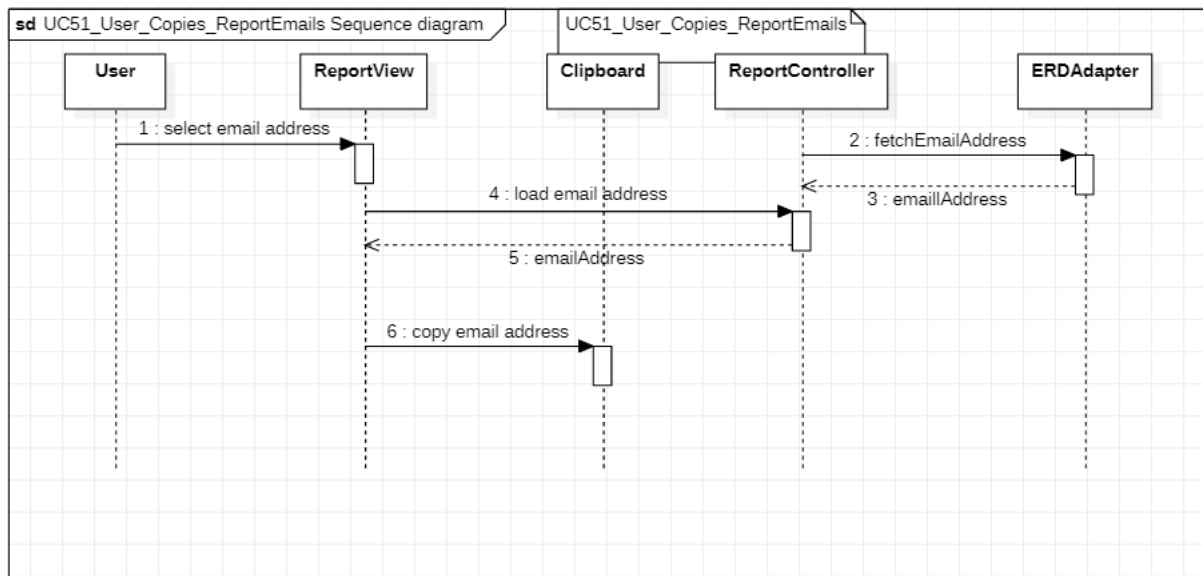 sd UC51_User_Copies_ReportEmails Sequence diagram
UC51_User_Copies_ReportEmails
User
ReportView
Clipboard
ReportController
ERDAdapter
1 : select email address
2 : fetchEmailAddress
3 : emaillAddress
4 : load email address
5 : emailAddress
6 : copy email address